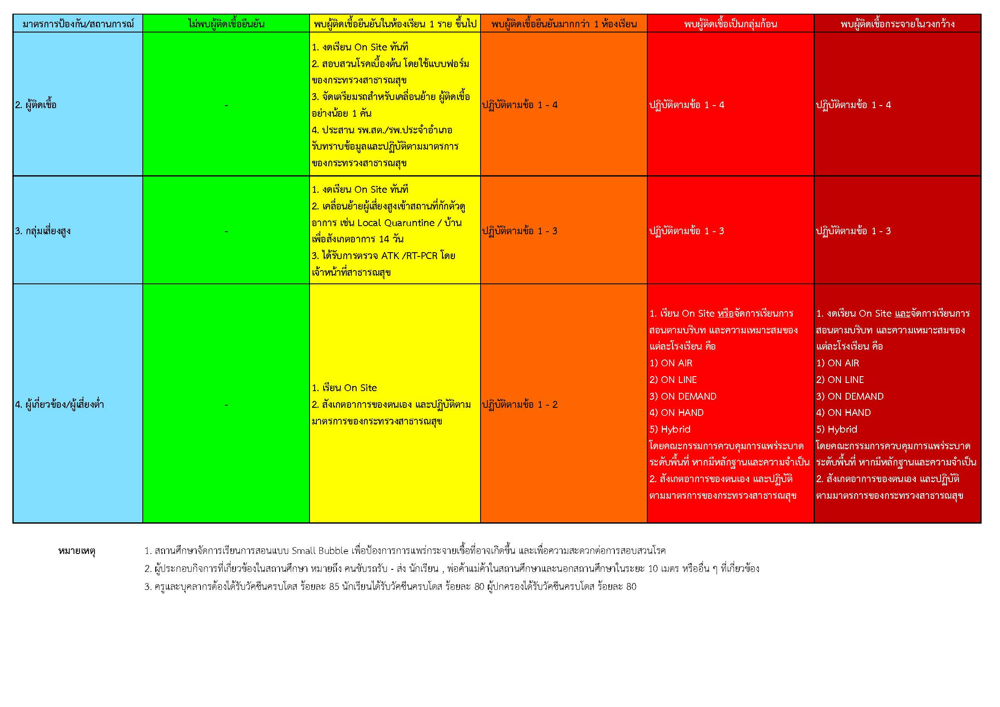 มาตรการป้องกัน/สถานการณ์
ไม่พบผู้ติดเชื้อยืนยัน
พบผู้ติดเชื้อยืนยันในห้องเรียน 1 ราย ขึ้นไป
พบผู้ติดเชื้อยืนยันมากกว่า 1 ห้องเรียน
พบผู้ติดเชื้อเป็นกลุ่มก้อน
พบผู้ติดเชื้อกระจายในวงกว้าง
2. ผู้ติดเชื้อ
-
1. งดเรียน On Site ทันที
2. สอบสวนโรคเบื้องต้น โดยใช้แบบฟอร์ม
ของกระทรวงสาธารณสุข
3. จัดเตรียมรถสำหรับเคลื่อนย้าย ผู้ติดเชื้อ
อย่างน้อย 1 คัน
4. ประสาน รพ.สต./รพ.ประจำอำเภอ
รับทราบข้อมูลและปฏิบัติตามมาตรการ
ของกระทรวงสาธารณสุข
ปฏิบัติตามข้อ 1 - 4
ปฏิบัติตามข้อ 1 - 4
ปฏิบัติตามข้อ 1 - 4
3. กลุ่มเสี่ยงสูง
-
1. งดเรียน On Site ทันที
2. เคลื่อนย้ายผู้เสี่ยงสูงเข้าสถานที่กักตัวดู
อาการ เช่น Local Quaruntine / บ้าน
เพื่อสังเกตอาการ 14 วัน
3. ได้รับการตรวจ ATK /RT-PCR โดย
เจ้าหน้าที่สาธารณสุข
ปฏิบัติตามข้อ 1 - 3
ปฏิบัติตามข้อ 1 - 3
ปฏิบัติตามข้อ 1 - 3
4. ผู้เกี่ยวข้อง/ผู้เสี่ยงต่ำ
-
1. เรียน On Site
2. สังเกตอาการของตนเอง และปฏิบัติตาม
มาตรการของกระทรวงสาธารณสุข
ปฏิบัติตามข้อ 1 - 2
1. เรียน On Site หรือจัดการเรียนการ
สอนตามบริบท และความเหมาะสมของ
แต่ละโรงเรียน คือ
1) ON AIR
2) ON LINE
3) ON DEMAND
4) ON HAND
5) Hybrid
โดยคณะกรรมการควบคุมการแพร่ระบาด
ระดับพื้นที่ หากมีหลักฐานและความจำเป็น
2. สังเกตอาการของตนเอง และปฏิบัติ
ตามมาตรการของกระทรวงสาธารณสุข
1. งดเรียน On Site และจัดการเรียนการ
สอนตามบริบท และความเหมาะสมของ
แต่ละโรงเรียน คือ
1) ON AIR
2) ON LINE
3) ON DEMAND
4) ON HAND
5) Hybrid
โดยคณะกรรมการควบคุมการแพร่ระบาด
ระดับพื้นที่ หากมีหลักฐานและความจำเป็น
2. สังเกตอาการของตนเอง และปฏิบัติ
ตามมาตรการของกระทรวงสาธารณสุข
หมายเหตุ
1. สถานศึกษาจัดการเรียนการสอนแบบ Small Bubble เพื่อป้องการการแพร่กระจายเชื้อที่อาจเกิดขึ้น และเพื่อความสะดวกต่อการสอบสวนโรค
2. ผู้ประกอบกิจการที่เกี่ยวข้องในสถานศึกษา หมายถึง คนขับรถรับ - ส่ง นักเรียน , พ่อค้าแม่ค้าในสถานศึกษาและนอกสถานศึกษาในระยะ 10 เมตร หรืออื่น ๆ ที่เกี่ยวข้อง
3. ครูและบุคลากรต้องได้รับวัคซีนครบโดส ร้อยละ 85 นักเรียนได้รับวัคซีนครบโดส ร้อยละ 80 ผู้ปกครองได้รับวัคซีนครบโดส ร้อยละ 80